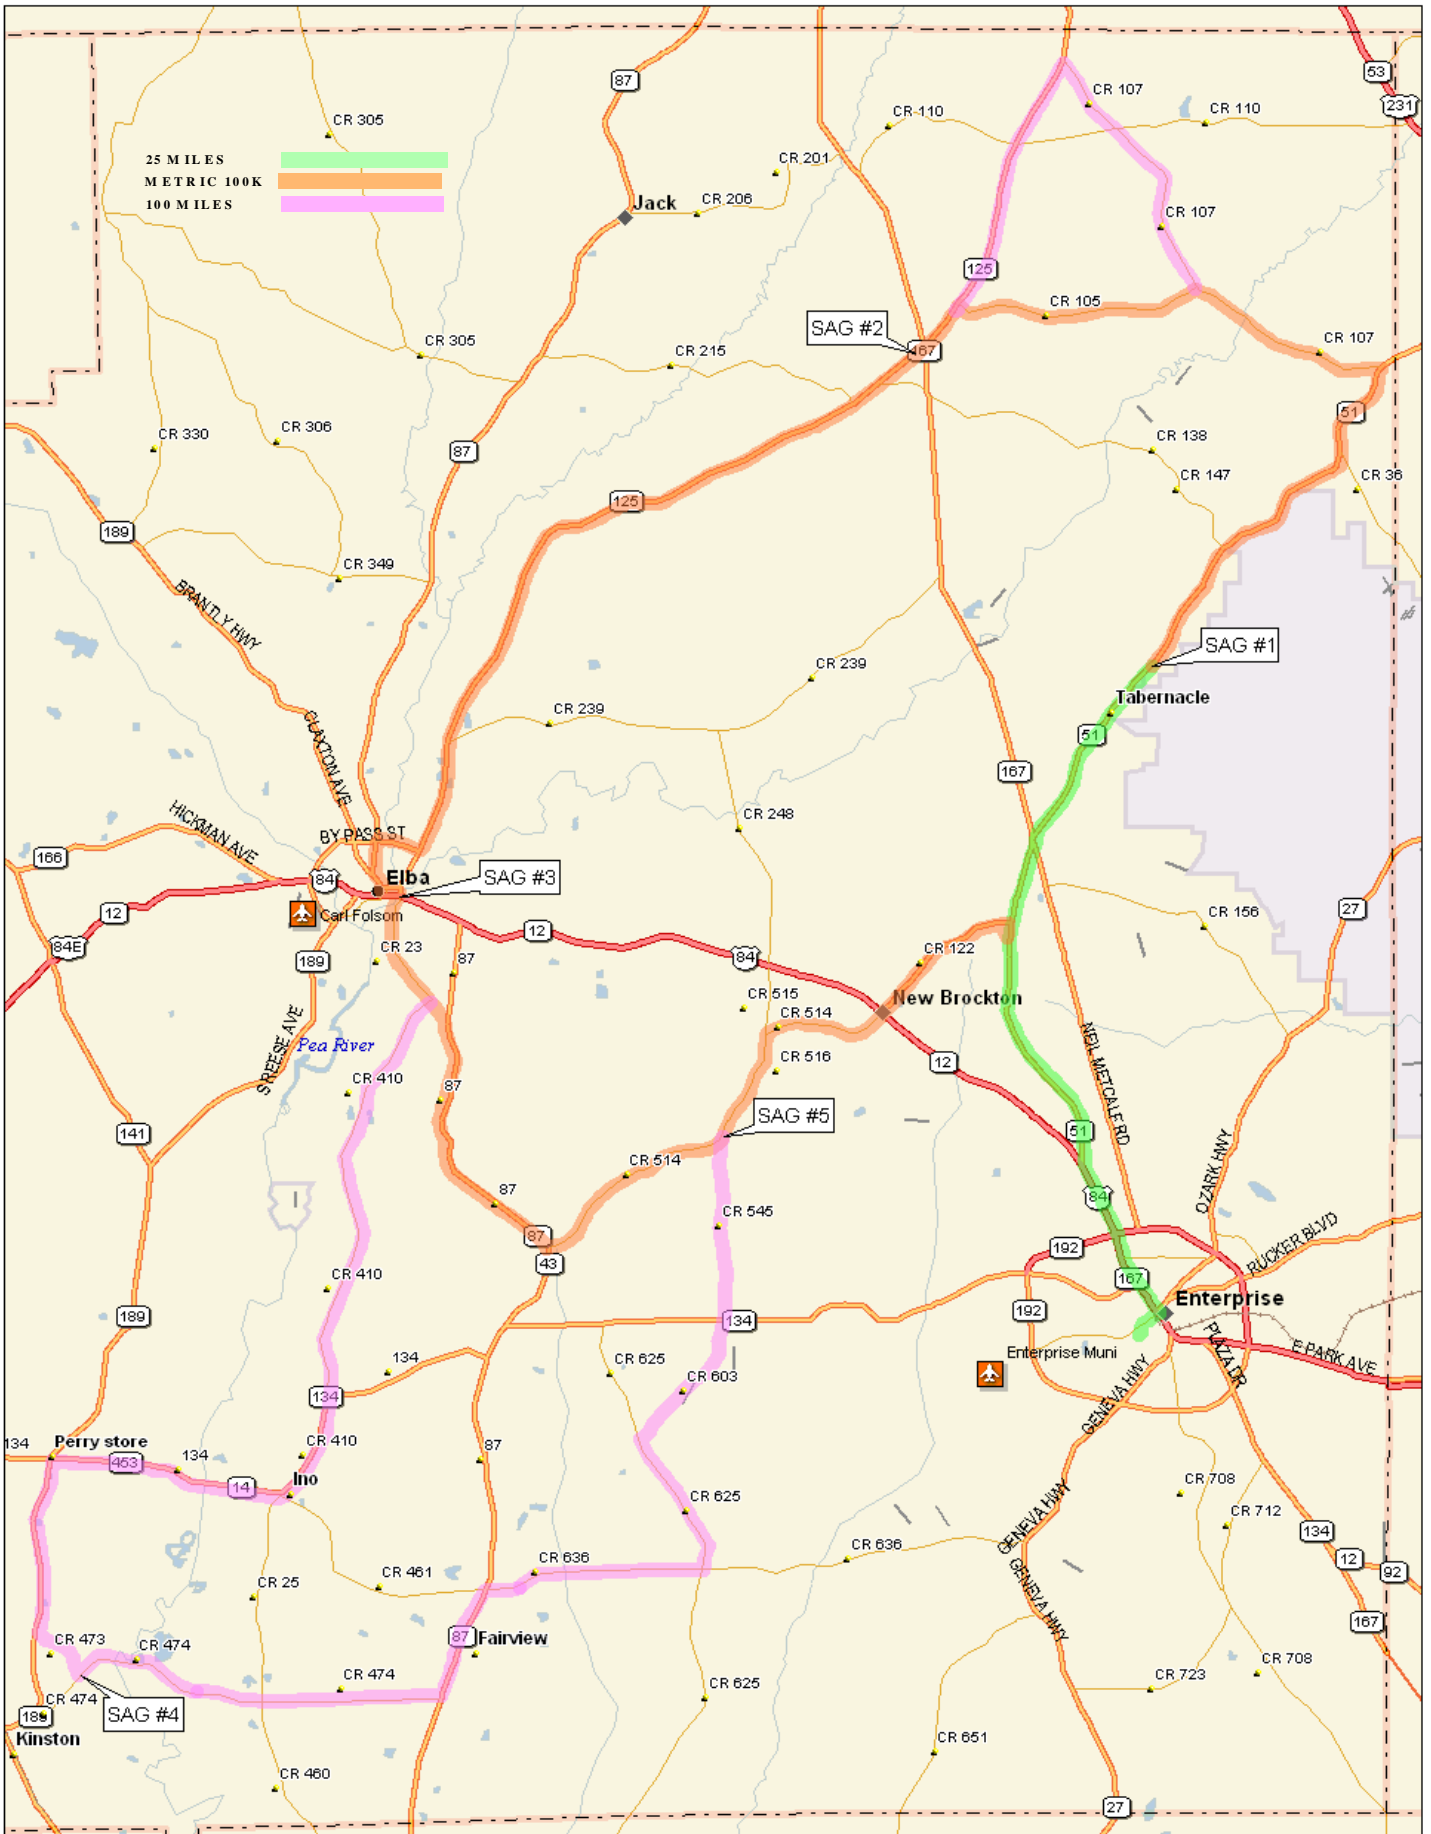 53
87
CR 107
231
CR 110
CR 110
CR 305
25 MILES
CR 201
METRIC 100K
100 MILES
Jack
CR 206
CR 107
125
CR 105
SAG #2
CR 107
167
CR 305
CR 215
51
CR 330
CR 306
CR 138
87
CR 147
CR 36
125
189
CR 349
BRANTLY HWY
SAG #1
CR 239
Tabernacle
CR 239
51
CLAXTON AVE
167
HICKMAN AVE
CR 248
BYPASS ST
166
84
Elba
SAG #3
12
Carl Folsom
CR 156
27
84E
CR 23
12
CR 122
189
87
84
CR 515
New Brockton
CR 514
S REESE AVE
Pea River
NEIL METCALF RD
CR 410
87
CR 516
12
SAG #5
141
51
CR 514
OZARK HWY
87
84
CR 545
87
192
RUCKER BLVD
43
CR 410
167
Enterprise
189
134
192
134
CR 625
Enterprise Muni
PLAZA DR
E PARK AVE
CR 603
134
GENEVA HWY
134
Perry store
CR 410
87
453
134
Ino
14
CR 625
CR 708
GENEVA HWY
CR 712
134
CR 636
CR 636
12
CR 461
92
CR 25
GENEVA HWY
167
CR 473
CR 474
87
Fairview
CR 474
CR 625
CR 723
CR 708
CR 474
SAG #4
189
Kinston
CR 651
CR 460
27